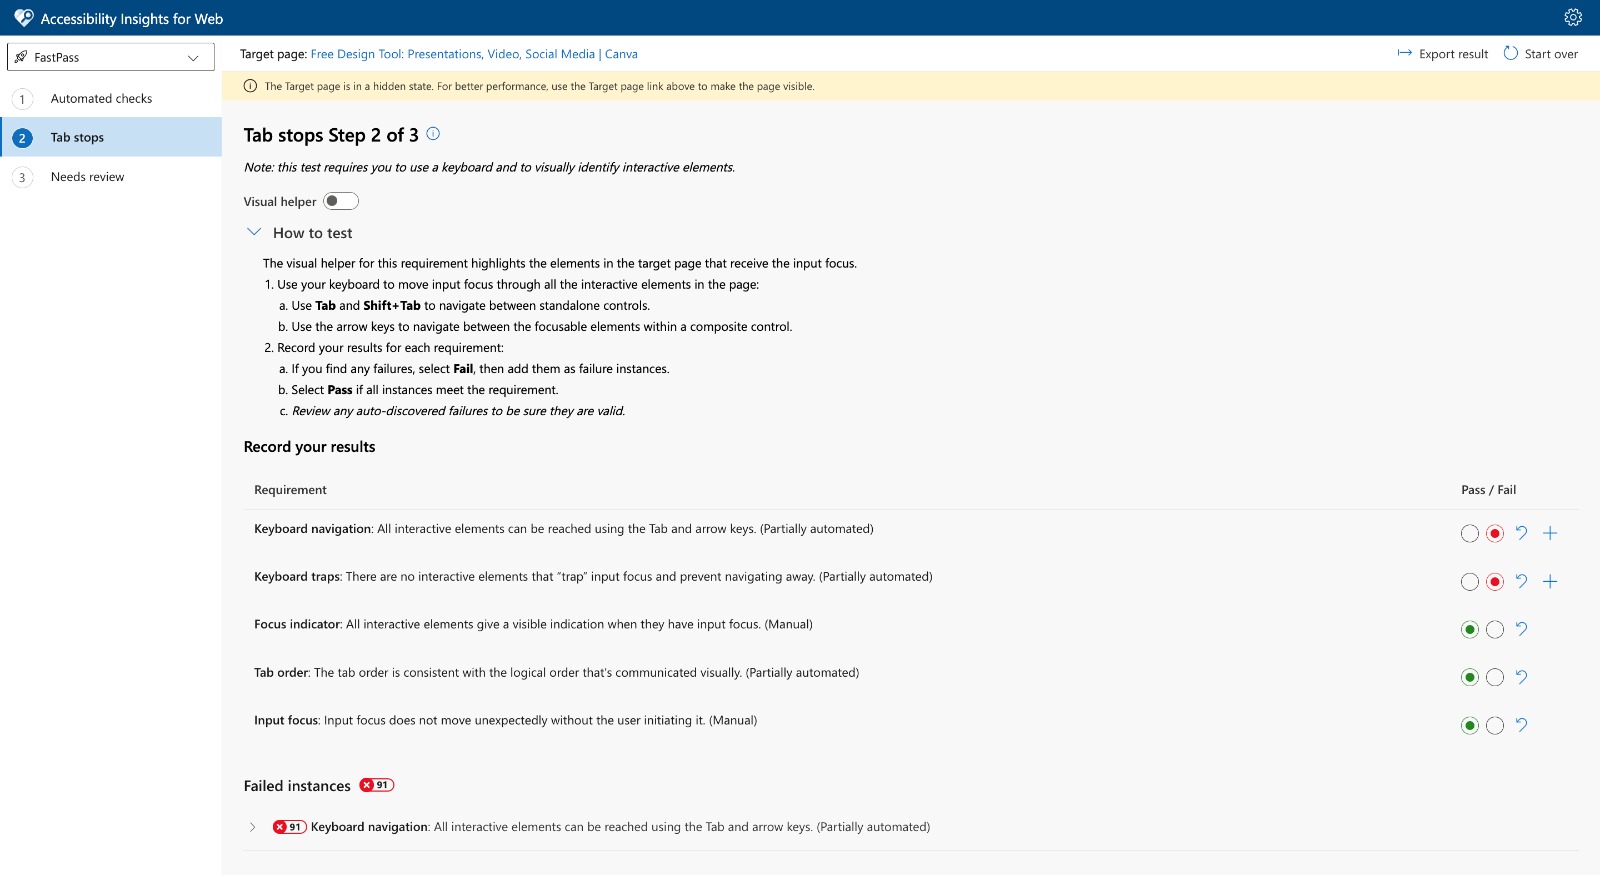 Accessibility Insights for Web
FastPass
Target page: Free Design Tool: Presentations, Video, Social Media | Canva
Export result
Start over
The Target page is in a hidden state. For better performance, use the Target page link above to make the page visible.
1 Automated checks
2 Tab stops
3 Needs review
Tab stops Step 2 of 3
Note: this test requires you to use a keyboard and to visually identify interactive elements.
Visual helper
How to test
The visual helper for this requirement highlights the elements in the target page that receive the input focus.
1. Use your keyboard to move input focus through all the interactive elements in the page:
a. Use Tab and Shift+Tab to navigate between standalone controls.
b. Use the arrow keys to navigate between the focusable elements within a composite control.
2. Record your results for each requirement:
a. If you find any failures, select Fail, then add them as failure instances.
b. Select Pass if all instances meet the requirement.
c. Review any auto-discovered failures to be sure they are valid.
Record your results
Requirement
Pass / Fail
Keyboard navigation: All interactive elements can be reached using the Tab and arrow keys. (Partially automated)
Keyboard traps: There are no interactive elements that “trap” input focus and prevent navigating away. (Partially automated)
Focus indicator: All interactive elements give a visible indication when they have input focus. (Manual)
Tab order: The tab order is consistent with the logical order that's communicated visually. (Partially automated)
Input focus: Input focus does not move unexpectedly without the user initiating it. (Manual)
Failed instances 91
91 Keyboard navigation: All interactive elements can be reached using the Tab and arrow keys. (Partially automated)